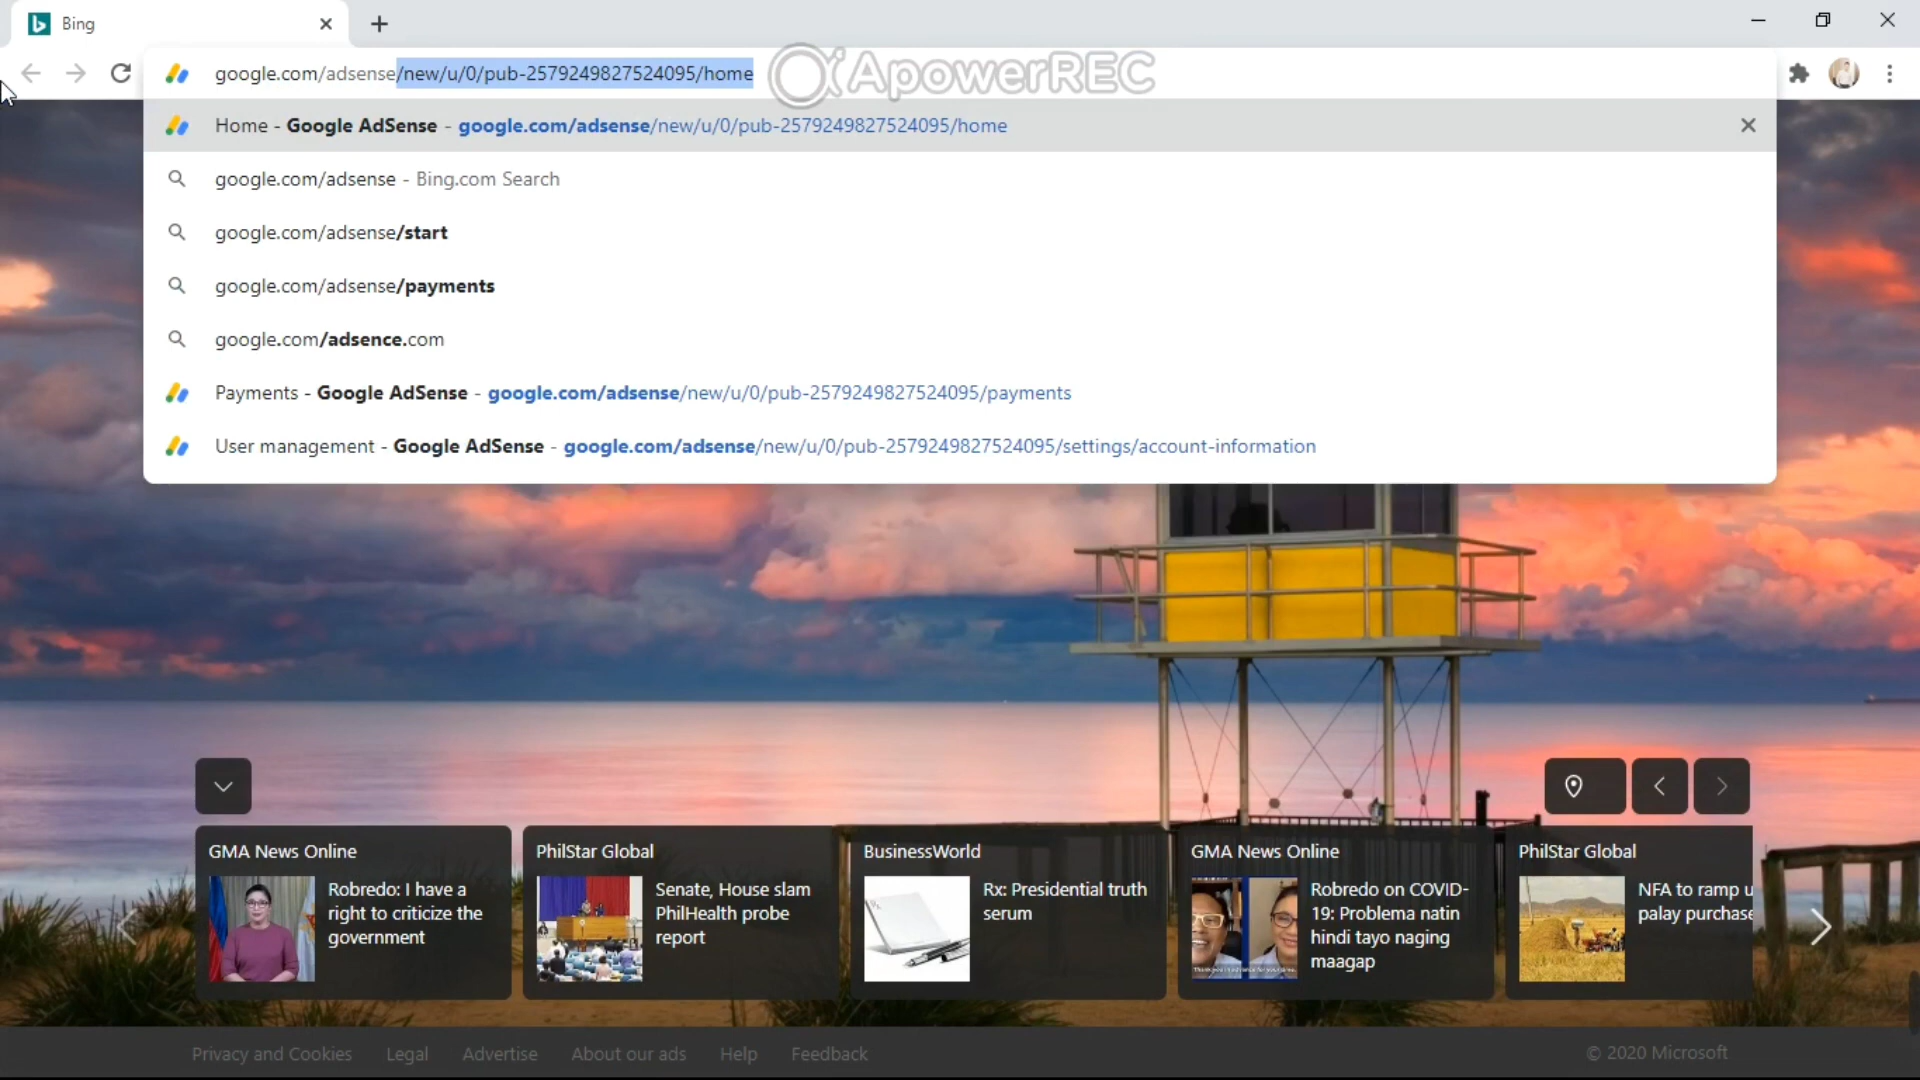 Bing
google.com/adsense/new/u/0/pub-2579249827524095/home
ApowerREC
Home - Google AdSense - google.com/adsense/new/u/0/pub-2579249827524095/home
google.com/adsense - Bing.com Search
google.com/adsense/start
google.com/adsense/payments
google.com/adsence.com
Payments - Google AdSense - google.com/adsense/new/u/0/pub-2579249827524095/payments
User management - Google AdSense - google.com/adsense/new/u/0/pub-2579249827524095/settings/account-information
GMA News Online
Robredo: I have a
right to criticize the
government
PhilStar Global
Senate, House slam
PhilHealth probe
report
BusinessWorld
Rx: Presidential truth
serum
GMA News Online
Robredo on COVID-
19: Problema natin
hindi tayo naging
maagap
PhilStar Global
NFA to ramp u
palay purchase
Privacy and Cookies
Legal
Advertise
About our ads
Help
Feedback
© 2020 Microsoft